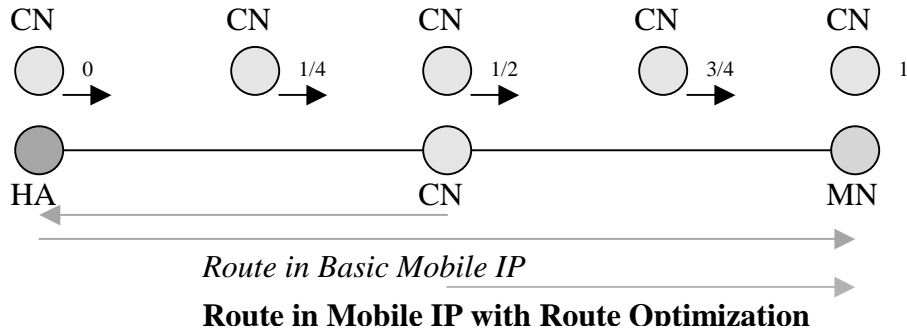 CN CN CN CN CN
0 1/4 1/2 3/4 1
HA CN MN
Route in Basic Mobile IP
Route in Mobile IP with Route Optimization